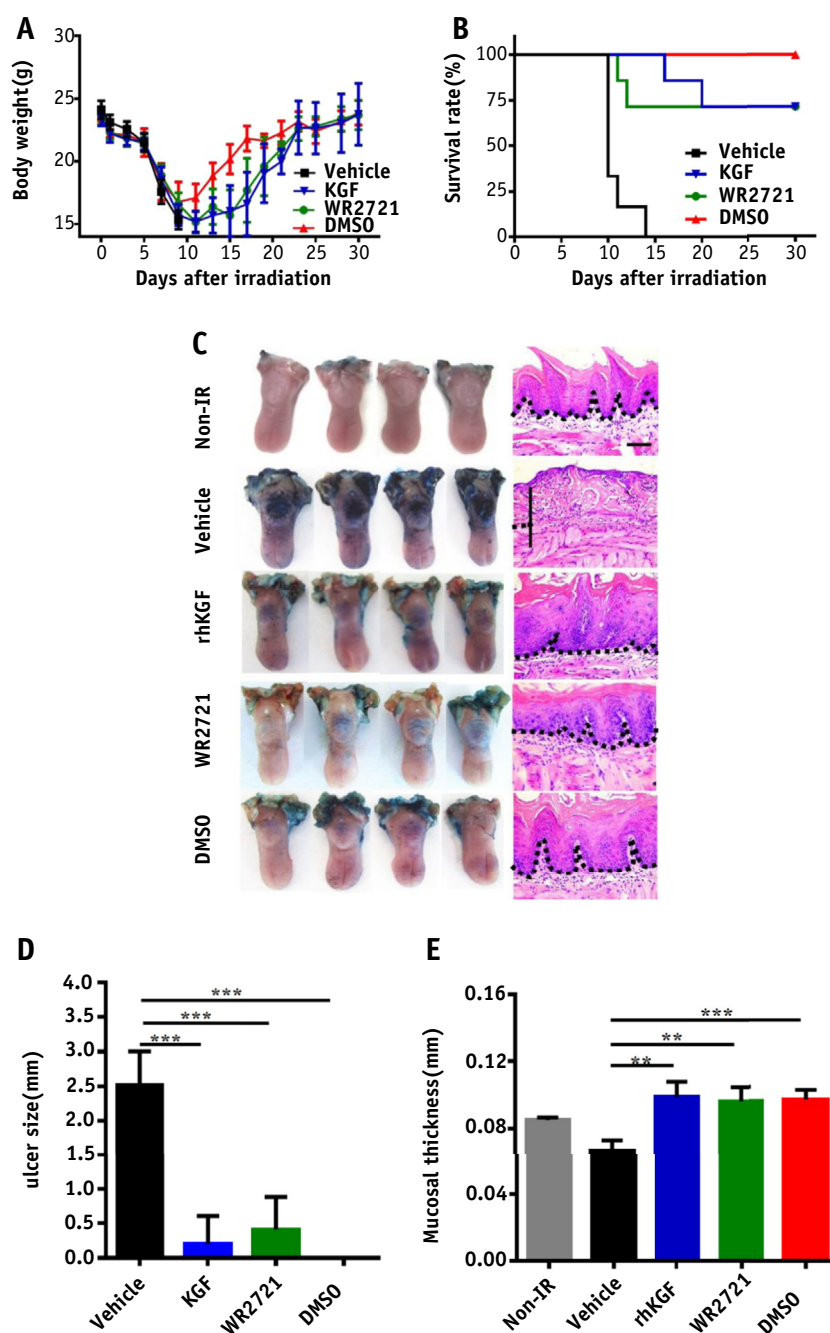 A
Body weight(g)
30
25
20
15
0 5 10 15 20 25 30
Days after irradiation
Vehicle
KGF
WR2721
DMSO
B
Survival rate(%)
100
75
50
25
0
0 5 10 15 20 25 30
Days after irradiation
Vehicle
KGF
WR2721
DMSO
C
Non-IR
Vehicle
rhKGF
WR2721
DMSO
D
ulcer size(mm)
4.0
3.5
3.0
2.5
2.0
1.5
1.0
0.5
0.0
***
***
***
Vehicle
KGF
WR2721
DMSO
E
Mucosal thickness(mm)
0.16
0.12
0.08
0.04
0.00
***
**
**
Non-IR
Vehicle
rhKGF
WR2721
DMSO